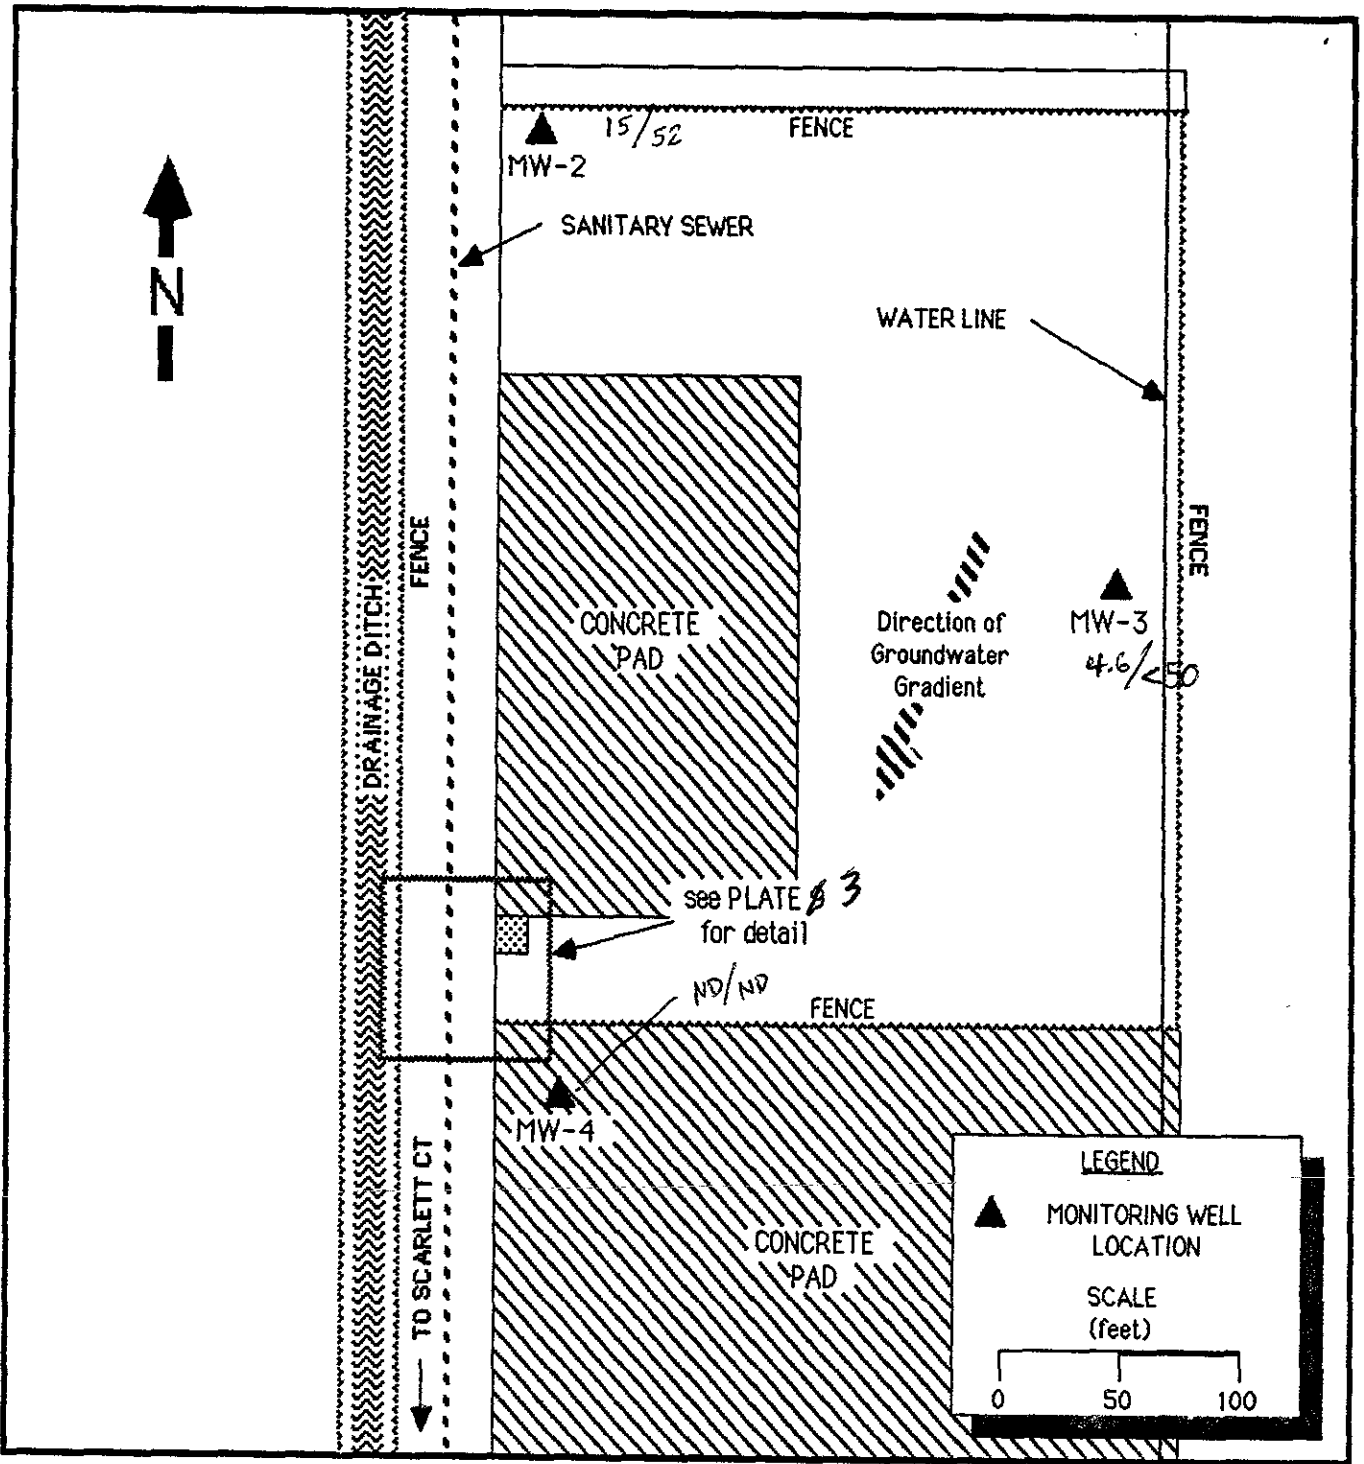 15/52
FENCE
MW-2
SANITARY SEWER
N
WATER LINE
FENCE
FENCE
DRAINAGE DITCH
CONCRETE
PAD
Direction of
Groundwater
Gradient
MW-3
4.6/<50
see PLATE 3
for detail
ND/ND
FENCE
MW-4
TO SCARLETT CT
CONCRETE
PAD
LEGEND
MONITORING WELL
LOCATION
SCALE
(feet)
0 50 100